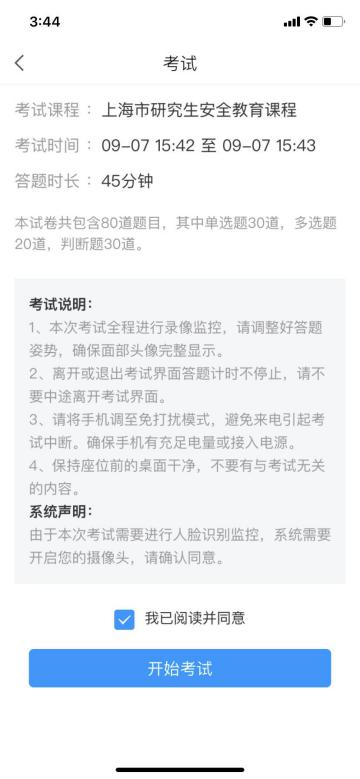 3:44
考试
考试课程 ： 上海市研究生安全教育课程
考试时间 ： 09-07 15:42 至 09-07 15:43
答题时长 ： 45分钟
本试卷共包含80道题目，其中单选题30道，多选题
20道，判断题30道。
考试说明：
1、本次考试全程进行录像监控，请调整好答题
姿势，确保面部头像完整显示。
2、离开或退出考试界面答题计时不停止，请不
要中途离开考试界面。
3、请将手机调至免打扰模式，避免来电引起考
试中断。确保手机有充足电量或接入电源。
4、保持座位前的桌面干净，不要有与考试无关
的内容。
系统声明：
由于本次考试需要进行人脸识别监控，系统需要
开启您的摄像头，请确认同意。
我已阅读并同意
开始考试